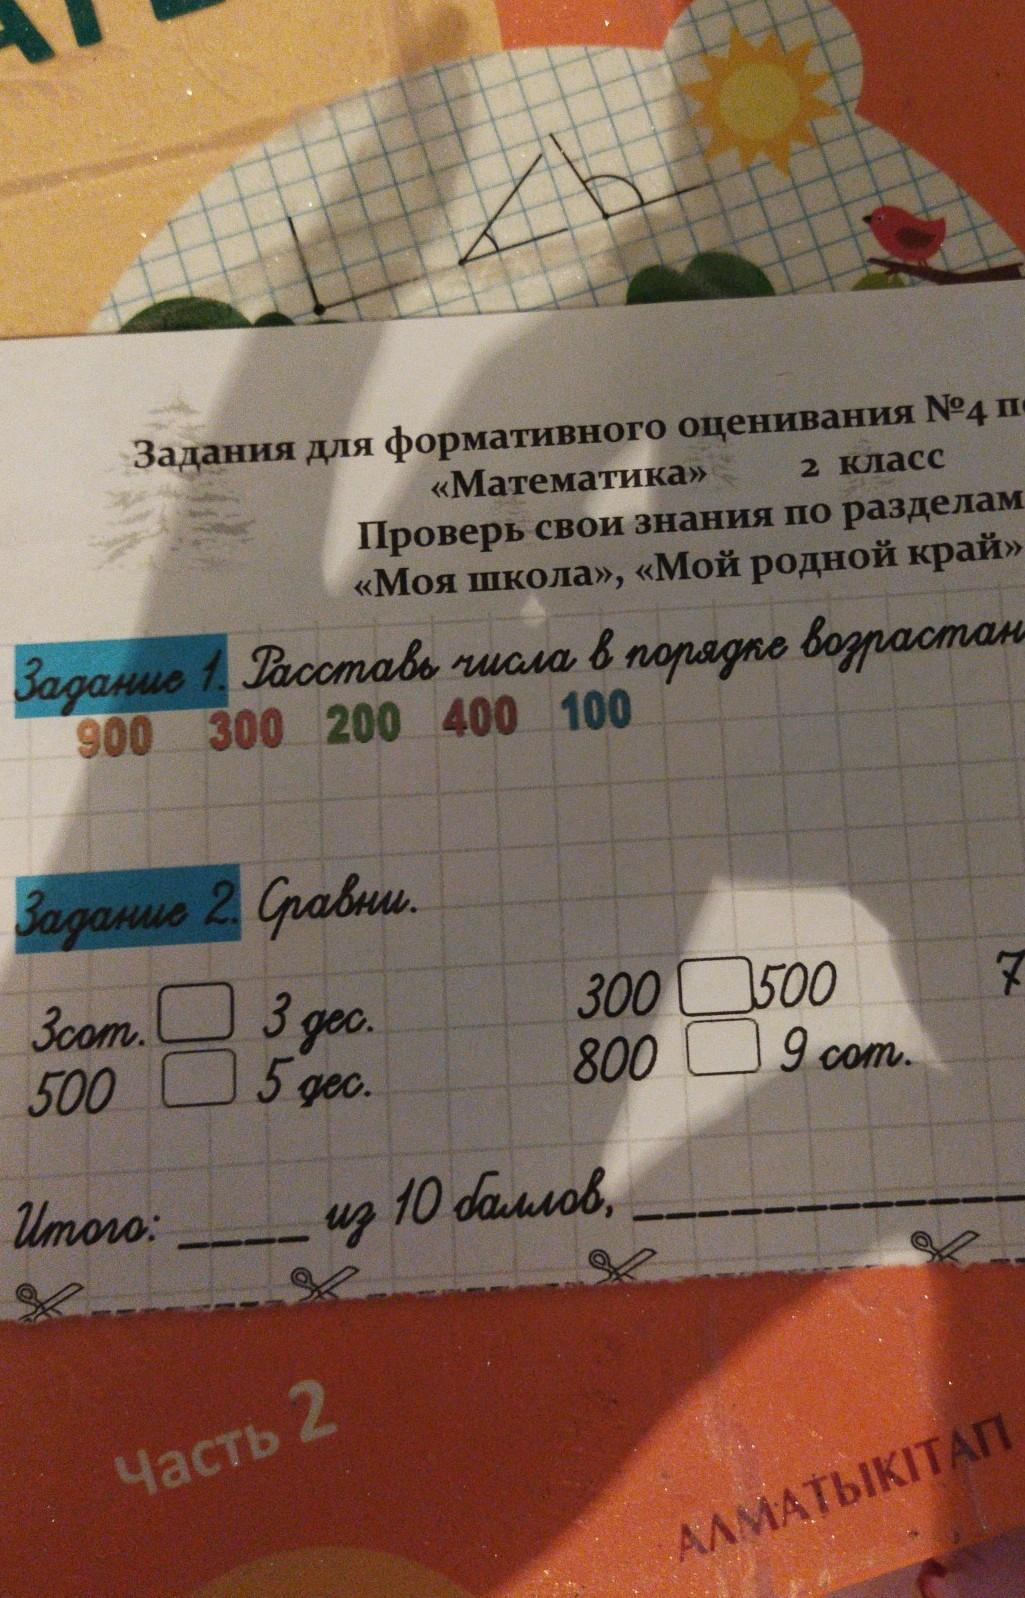 Задания для формативного оценивания №4 по
«Математика» 2 класс
Проверь свои знания по разделам
«Моя школа», «Мой родной край»
Задание 1. Расставь числа в порядке возрастан
900 300 200 400 100
Задание 2. Сравни.
3сот. 3 дес. 300 500 7
500 5 дес. 800 9 сот.
Итого: ____ из 10 баллов, ____________
Часть 2
АЛМАТЫКІТАП